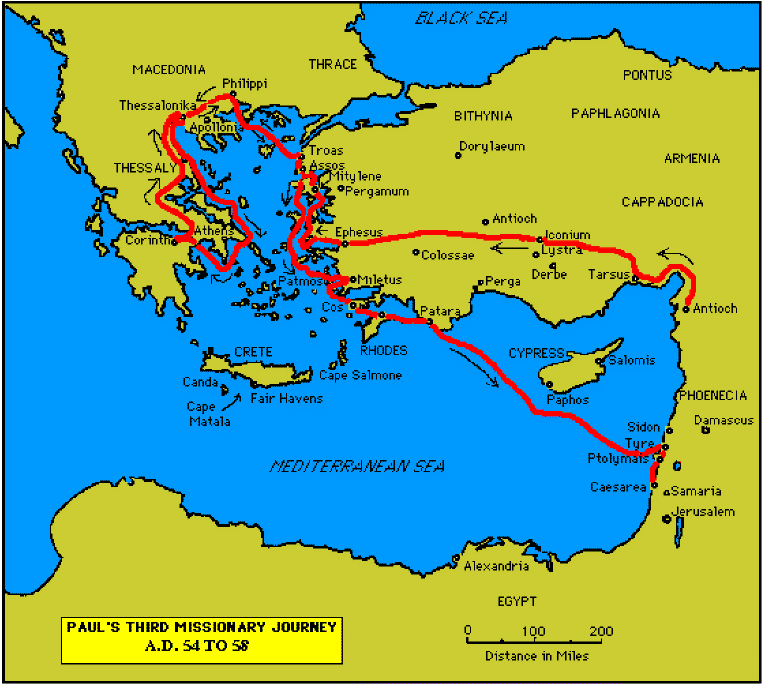 BLACK SEA
THRACE
MACEDONIA
PONTUS
Philippi
Thessalonika
BITHYNIA
PAPHLAGONIA
Apollonia
Troas
Dorylaeum
ARMENIA
Assos
THESSALY
Mitylene
Pergamum
CAPPADOCIA
Antioch
Athens
Ephesus
Iconium
Corinth
Lystra
Colossae
Derbe
Tarsus
Patmos
Miletus
Perga
Cos
Patara
Antioch
CRETE
RHODES
CYPRESS
Salomis
Cape Salmone
Canda
Fair Havens
Paphos
PHOENECIA
Cape
Matala
Damascus
Sidon
Tyre
MEDITERRANEAN SEA
Ptolymais
Caesarea
Samaria
Jerusalem
Alexandria
EGYPT
PAUL'S THIRD MISSIONARY JOURNEY
A.D. 54 TO 58
0 100 200
Distance in Miles